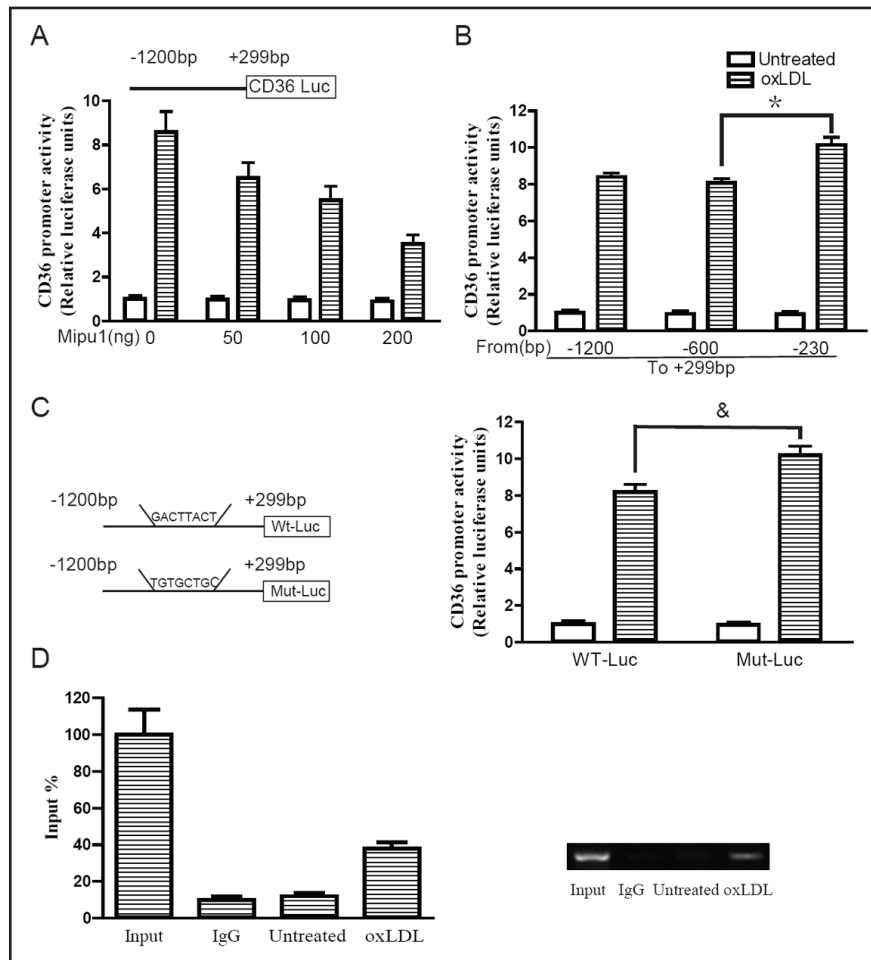 A
-1200bp +299bp
CD36 Luc
CD36 promoter activity
(Relative luciferase units)
10
8
6
4
2
0
Mipu1(ng) 0 50 100 200
B
Untreated
oxLDL
*
CD36 promoter activity
(Relative luciferase units)
12
10
8
6
4
2
0
From(bp) -1200 -600 -230
To +299bp
C
-1200bp GACTTACT +299bp
Wt-Luc
-1200bp TGTGCTGC +299bp
Mut-Luc
&
CD36 promoter activity
(Relative luciferase units)
12
10
8
6
4
2
0
WT-Luc Mut-Luc
D
Input %
120
100
80
60
40
20
0
Input IgG Untreated oxLDL
Input IgG Untreated oxLDL